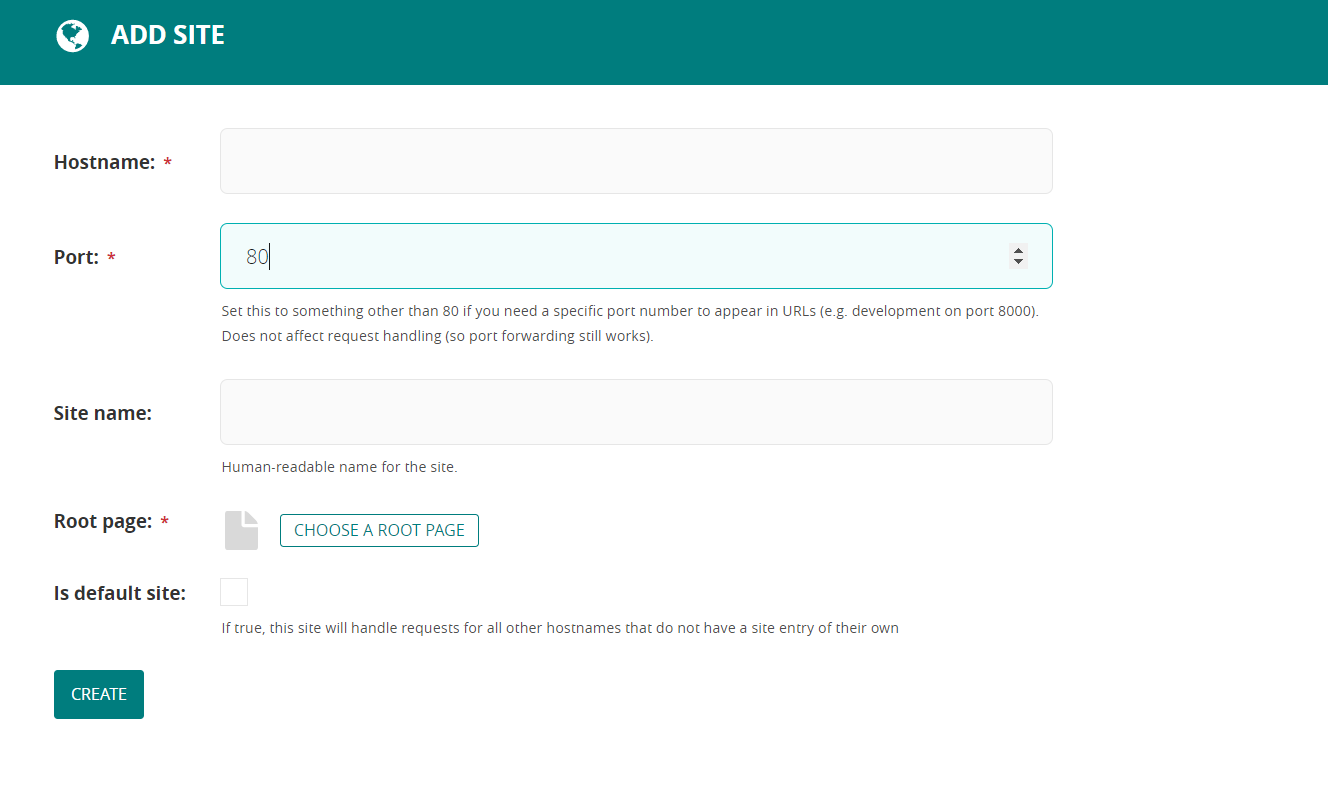 ADD SITE
Hostname: *
Port: *
80
Set this to something other than 80 if you need a specific port number to appear in URLs (e.g. development on port 8000).
Does not affect request handling (so port forwarding still works).
Site name:
Human-readable name for the site.
Root page: *
CHOOSE A ROOT PAGE
Is default site:
If true, this site will handle requests for all other hostnames that do not have a site entry of their own
CREATE